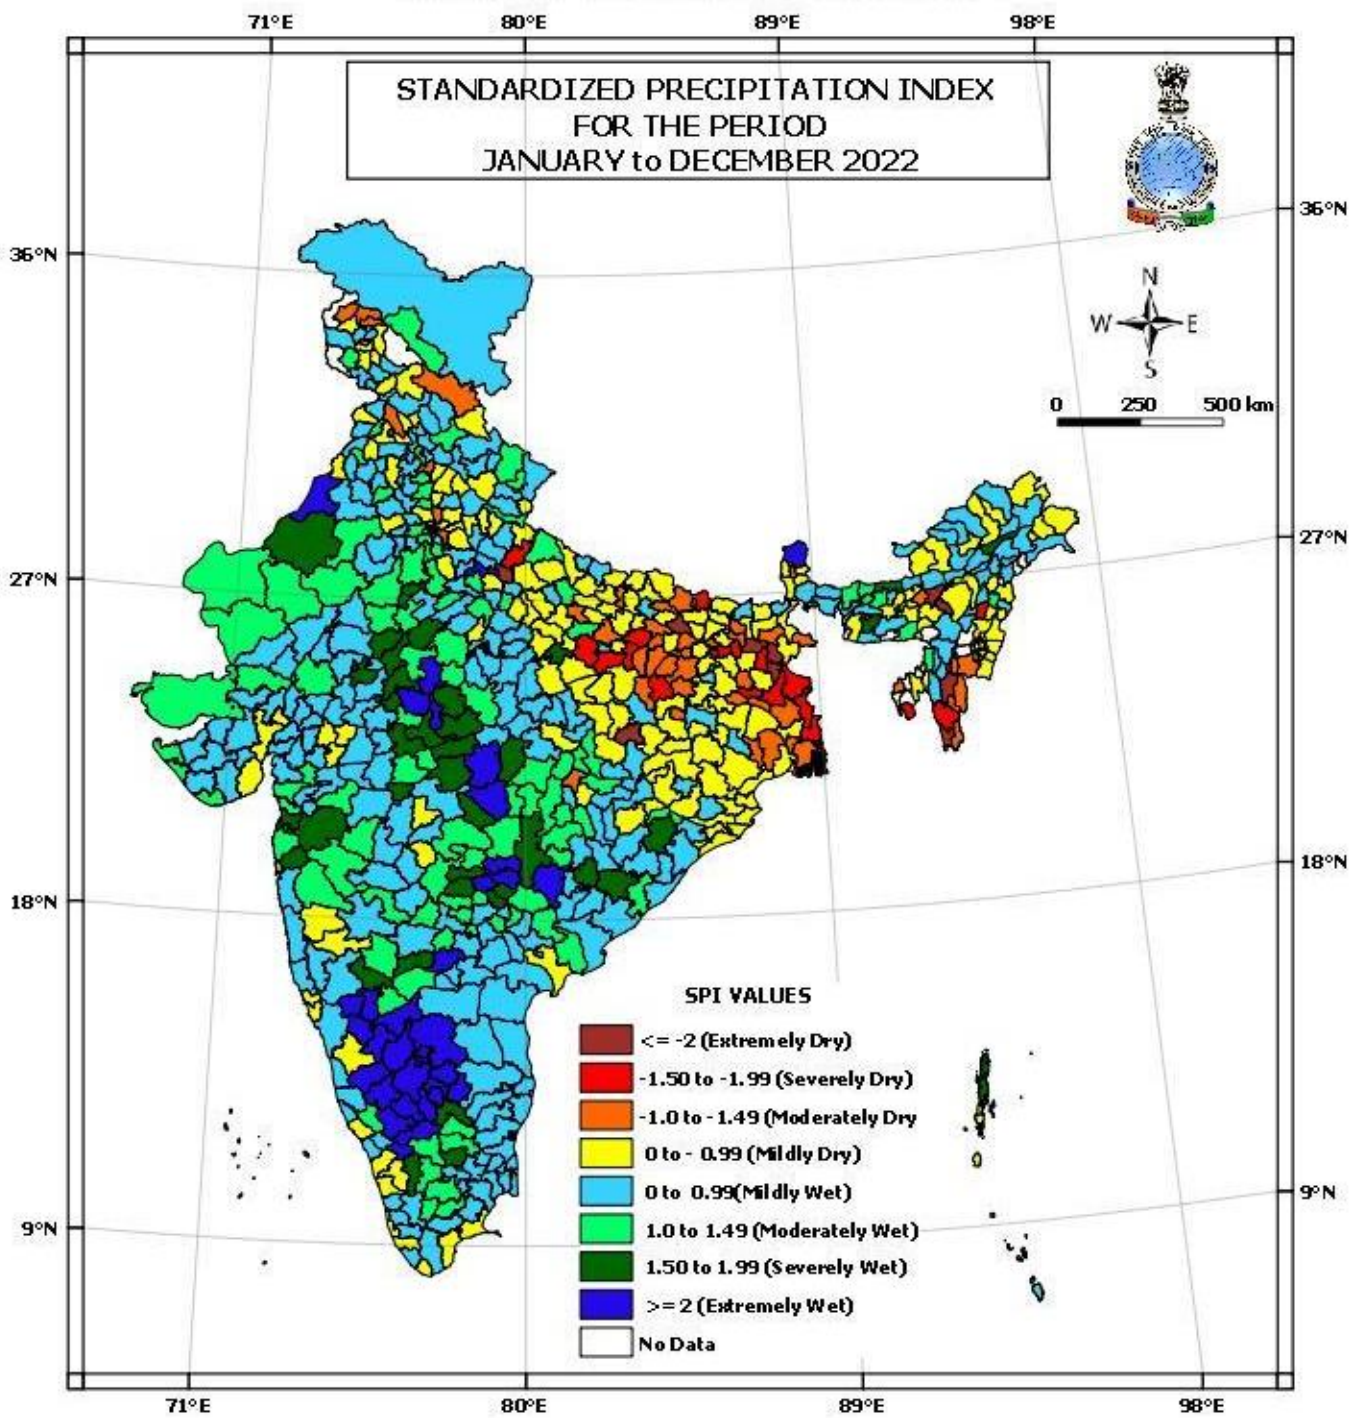 71°E 80°E 89°E 98°E
STANDARDIZED PRECIPITATION INDEX
FOR THE PERIOD
JANUARY to DECEMBER 2022
36°N 36°N
N
W E
S
0 250 500 km
27°N 27°N
18°N 18°N
SPI VALUES
<= -2 (Extremely Dry)
-1.50 to -1.99 (Severely Dry)
-1.0 to -1.49 (Moderately Dry
0 to - 0.99 (Mildly Dry)
0 to 0.99(Mildly Wet)
1.0 to 1.49 (Moderately Wet)
1.50 to 1.99 (Severely Wet)
>= 2 (Extremely Wet)
No Data
9°N 9°N
71°E 80°E 89°E 98°E